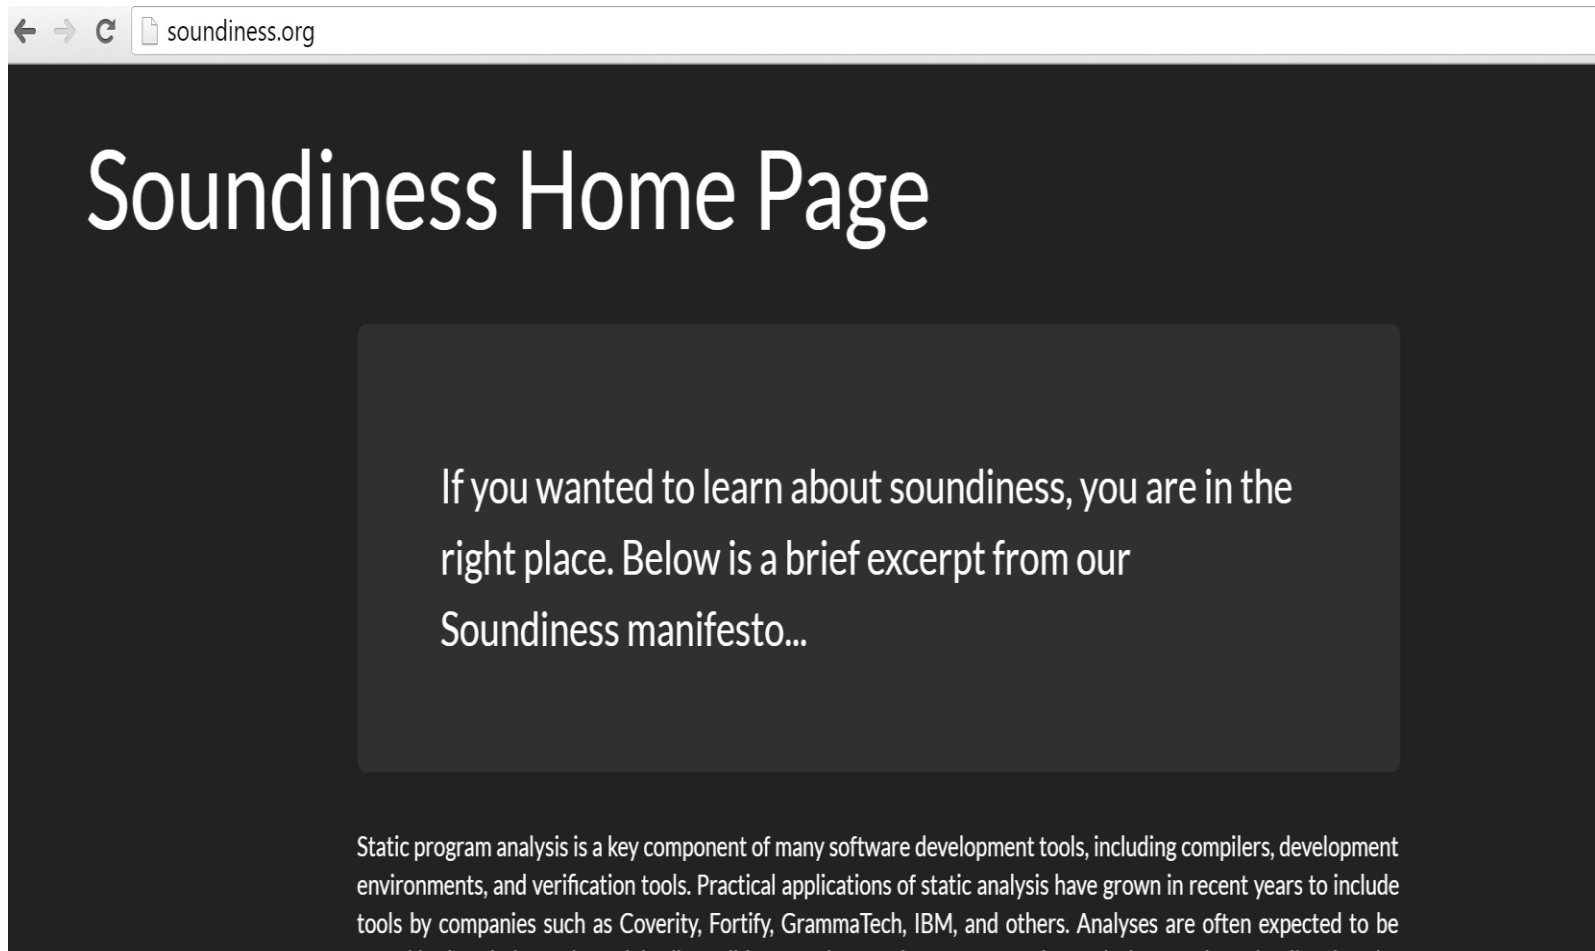 soundiness.org
Soundiness Home Page
If you wanted to learn about soundiness, you are in the
right place. Below is a brief excerpt from our
Soundiness manifesto...
Static program analysis is a key component of many software development tools, including compilers, development
environments, and verification tools. Practical applications of static analysis have grown in recent years to include
tools by companies such as Coverity, Fortify, GrammaTech, IBM, and others. Analyses are often expected to be